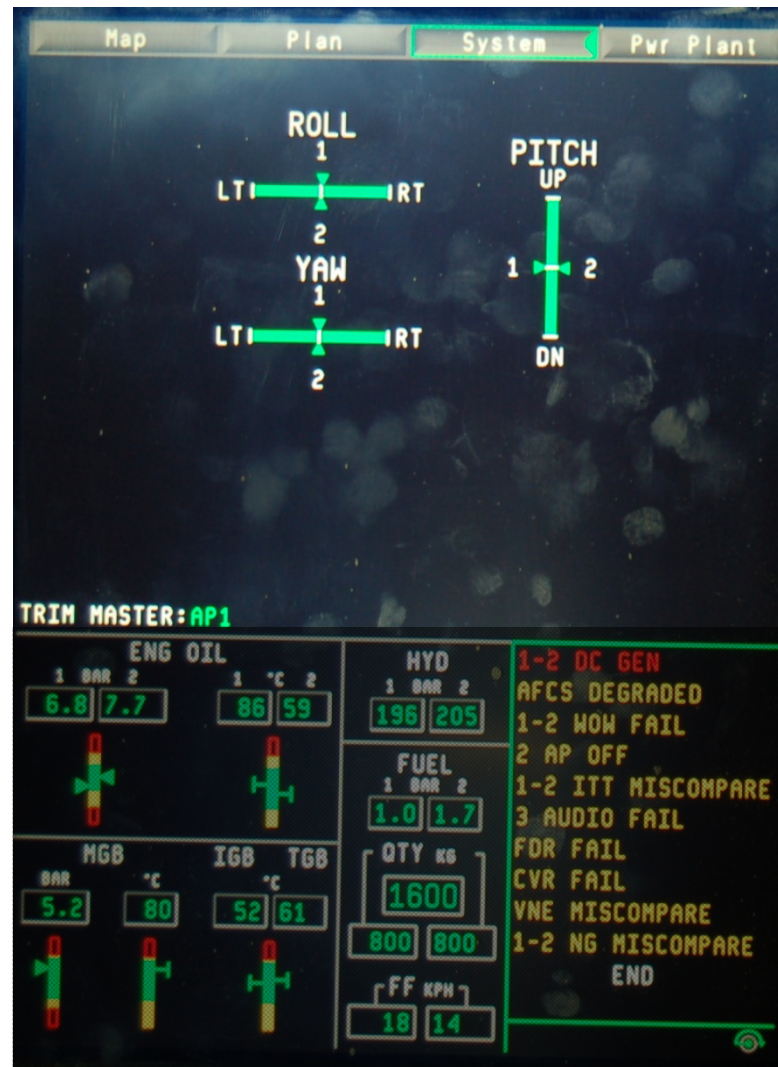 Map Plan System Pwr Plant
ROLL
1
LT RT
2
PITCH
UP
1 2
DN
YAW
1
LT RT
2
TRIM MASTER:AP1
ENG OIL
1 BAR 2
6.8 7.7
1 °C 2
86 59
HYD
1 BAR 2
196 205
FUEL
1 BAR 2
1.0 1.7
QTY KG
1600
800 800
FF KPH
18 14
MGB
BAR °C
5.2 80
IGB TGB
°C
52 61
1-2 DC GEN
AFCS DEGRADED
1-2 WOW FAIL
2 AP OFF
1-2 ITT MISCOMPARE
3 AUDIO FAIL
FDR FAIL
CVR FAIL
VNE MISCOMPARE
1-2 NG MISCOMPARE
END